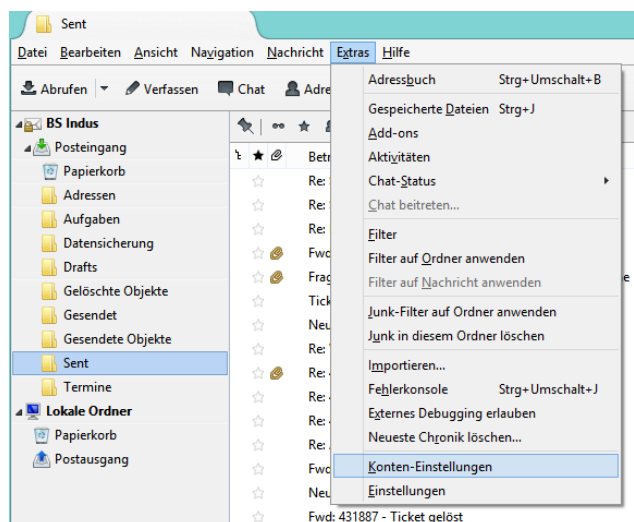 Sent
Datei Bearbeiten Ansicht Navigation Nachricht Extras Hilfe
Abrufen Verfassen Chat Adre
BS Indus
Posteingang
Papierkorb
Adressen
Aufgaben
Datensicherung
Drafts
Gelöschte Objekte
Gesendet
Gesendete Objekte
Sent
Termine
Lokale Ordner
Papierkorb
Postausgang
Betr
Re:
Re:
Re:
Fwd
Frag
Tick
Neu
Re:
Re:
Re:
Re:
Re:
Fwd
Neu
Fwd: 431887 - Ticket gelöst
Adressbuch Strg+Umschalt+B
Gespeicherte Dateien Strg+J
Add-ons
Aktivitäten
Chat-Status
Chat beitreten...
Filter
Filter auf Ordner anwenden
Filter auf Nachricht anwenden
Junk-Filter auf Ordner anwenden
Junk in diesem Ordner löschen
Importieren...
Fehlerkonsole Strg+Umschalt+J
Externes Debugging erlauben
Neueste Chronik löschen...
Konten-Einstellungen
Einstellungen